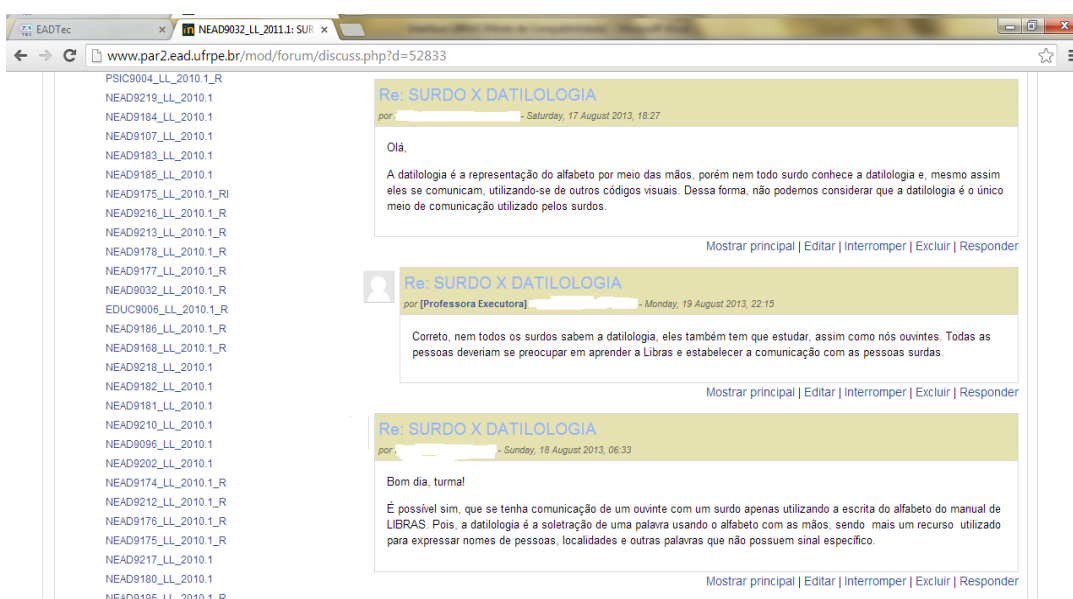 EADTec
NEAD9032_LL_2011.1: SUR
www.par2.ead.ufrpe.br/mod/forum/discuss.php?d=52833
PSIC9004_LL_2010.1_R
NEAD9219_LL_2010.1
NEAD9184_LL_2010.1
NEAD9107_LL_2010.1
NEAD9183_LL_2010.1
NEAD9185_LL_2010.1
NEAD9175_LL_2010.1_RI
NEAD9216_LL_2010.1_R
NEAD9213_LL_2010.1_R
NEAD9178_LL_2010.1_R
NEAD9177_LL_2010.1_R
NEAD9032_LL_2010.1_R
EDUC9006_LL_2010.1_R
NEAD9186_LL_2010.1_R
NEAD9168_LL_2010.1_R
NEAD9218_LL_2010.1
NEAD9182_LL_2010.1
NEAD9181_LL_2010.1
NEAD9210_LL_2010.1
NEAD9096_LL_2010.1
NEAD9202_LL_2010.1
NEAD9174_LL_2010.1_R
NEAD9212_LL_2010.1_R
NEAD9176_LL_2010.1_R
NEAD9175_LL_2010.1_R
NEAD9217_LL_2010.1
NEAD9180_LL_2010.1
NEAD9195_LL_2010.1_R
Re: SURDO X DATILOLOGIA
por - Saturday, 17 August 2013, 18:27
Olá,
A datilologia é a representação do alfabeto por meio das mãos, porém nem todo surdo conhece a datilologia e, mesmo assim
eles se comunicam, utilizando-se de outros códigos visuais. Dessa forma, não podemos considerar que a datilologia é o único
meio de comunicação utilizado pelos surdos.
Mostrar principal | Editar | Interromper | Excluir | Responder
Re: SURDO X DATILOLOGIA
por [Professora Executora] - Monday, 19 August 2013, 22:15
Correto, nem todos os surdos sabem a datilologia, eles também tem que estudar, assim como nós ouvintes. Todas as
pessoas deveriam se preocupar em aprender a Libras e estabelecer a comunicação com as pessoas surdas.
Mostrar principal | Editar | Interromper | Excluir | Responder
Re: SURDO X DATILOLOGIA
por - Sunday, 18 August 2013, 06:33
Bom dia, turma!
É possível sim, que se tenha comunicação de um ouvinte com um surdo apenas utilizando a escrita do alfabeto do manual de
LIBRAS. Pois, a datilologia é a soletração de uma palavra usando o alfabeto com as mãos, sendo mais um recurso utilizado
para expressar nomes de pessoas, localidades e outras palavras que não possuem sinal específico.
Mostrar principal | Editar | Interromper | Excluir | Responder